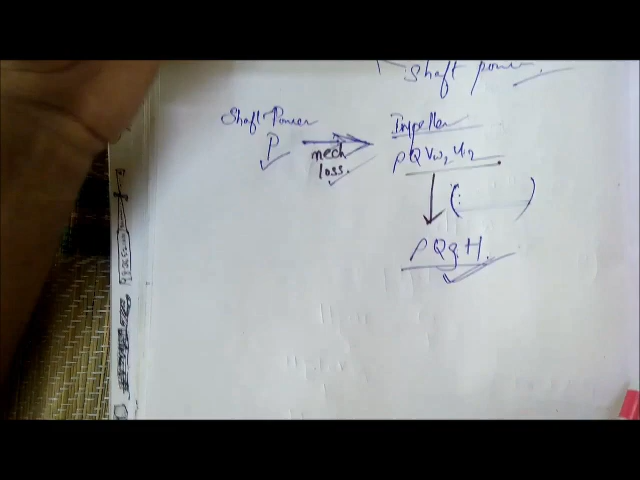 Shaft power.
Shaft Power
P
mech
loss.
Impeller
ρQVw₂u₂
( : )
ρQgH.